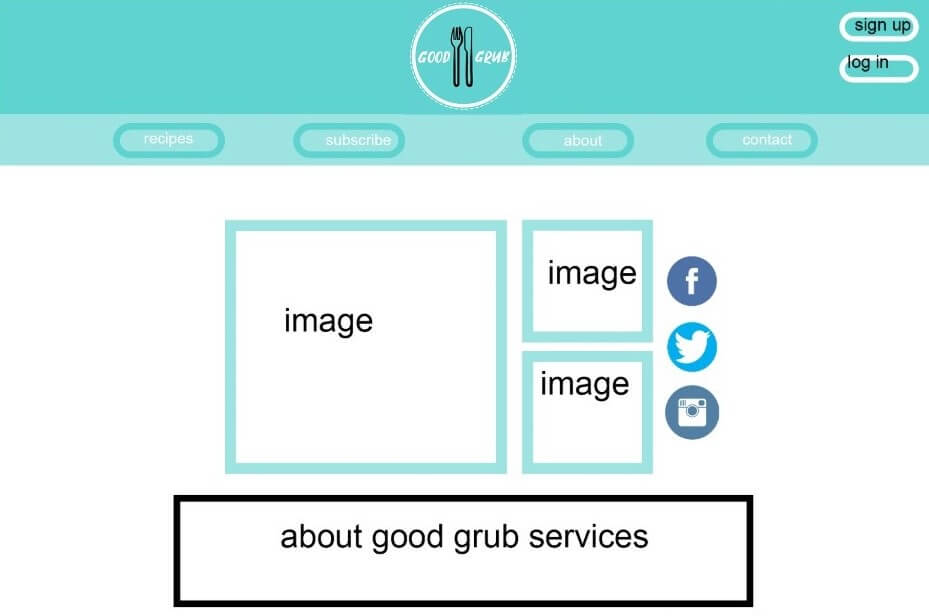 GOOD GRUB
sign up
log in
recipes
subscribe
about
contact
image
image
image
about good grub services